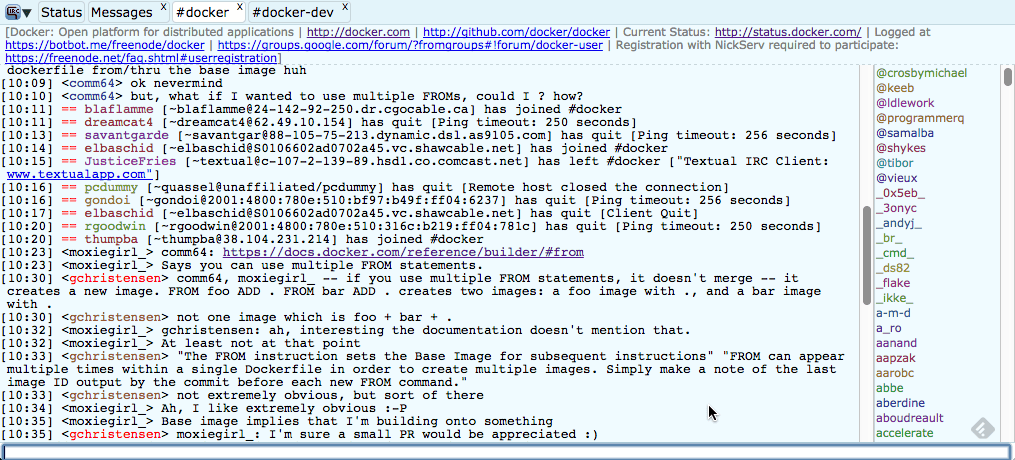 IRC Status Messages X #docker X #docker-dev X
[Docker: Open platform for distributed applications | http://docker.com | http://github.com/docker/docker | Current Status: http://status.docker.com/ | Logged at
https://botbot.me/freenode/docker | https://groups.google.com/forum/?fromgroups#!forum/docker-user | Registration with NickServ required to participate:
https://freenode.net/faq.shtml#userregistration]
dockerfile from/thru the base image huh
[10:09] <comm64> ok nevermind
[10:10] <comm64> but, what if I wanted to use multiple FROMs, could I ? how?
[10:11] == blaflamme [~blaflamme@24-142-92-250.dr.cgocable.ca] has joined #docker
[10:11] == dreamcat4 [~dreamcat4@62.49.10.154] has quit [Ping timeout: 250 seconds]
[10:13] == savantgarde [~savantgar@88-105-75-213.dynamic.dsl.as9105.com] has quit [Ping timeout: 256 seconds]
[10:14] == elbaschid [~elbaschid@S0106602ad0702a45.vc.shawcable.net] has joined #docker
[10:15] == JusticeFries [~textual@c-107-2-139-89.hsd1.co.comcast.net] has left #docker ["Textual IRC Client:
www.textualapp.com"]
[10:16] == pcdummy [~quassel@unaffiliated/pcdummy] has quit [Remote host closed the connection]
[10:16] == gondoi [~gondoi@2001:4800:780e:510:bf97:b49f:ff04:6237] has quit [Ping timeout: 256 seconds]
[10:17] == elbaschid [~elbaschid@S0106602ad0702a45.vc.shawcable.net] has quit [Client Quit]
[10:20] == rgoodwin [~rgoodwin@2001:4800:780e:510:316c:b219:ff04:781c] has quit [Ping timeout: 250 seconds]
[10:20] == thumpba [~thumpba@38.104.231.214] has joined #docker
[10:23] <moxiegirl_> comm64: https://docs.docker.com/reference/builder/#from
[10:23] <moxiegirl_> Says you can use multiple FROM statements.
[10:30] <gchristensen> comm64, moxiegirl_ -- if you use multiple FROM statements, it doesn't merge -- it
creates a new image. FROM foo ADD . FROM bar ADD . creates two images: a foo image with ., and a bar image
with .
[10:30] <gchristensen> not one image which is foo + bar + .
[10:32] <moxiegirl_> gchristensen: ah, interesting the documentation doesn't mention that.
[10:32] <moxiegirl_> At least not at that point
[10:33] <gchristensen> "The FROM instruction sets the Base Image for subsequent instructions" "FROM can appear
multiple times within a single Dockerfile in order to create multiple images. Simply make a note of the last
image ID output by the commit before each new FROM command."
[10:33] <gchristensen> not extremely obvious, but sort of there
[10:34] <moxiegirl_> Ah, I like extremely obvious :-P
[10:35] <moxiegirl_> Base image implies that I'm building onto something
[10:35] <gchristensen> moxiegirl_: I'm sure a small PR would be appreciated :)
@crosbymichael
@keeb
@ldlework
@programmerq
@samalba
@shykes
@tibor
@vieux
_0x5eb_
_3onyc
_andyj_
_br_
_cmd_
_ds82
_flake
_ikke_
a-m-d
a_ro
aanand
aapzak
aarobc
abbe
aberdine
aboudreault
accelerate